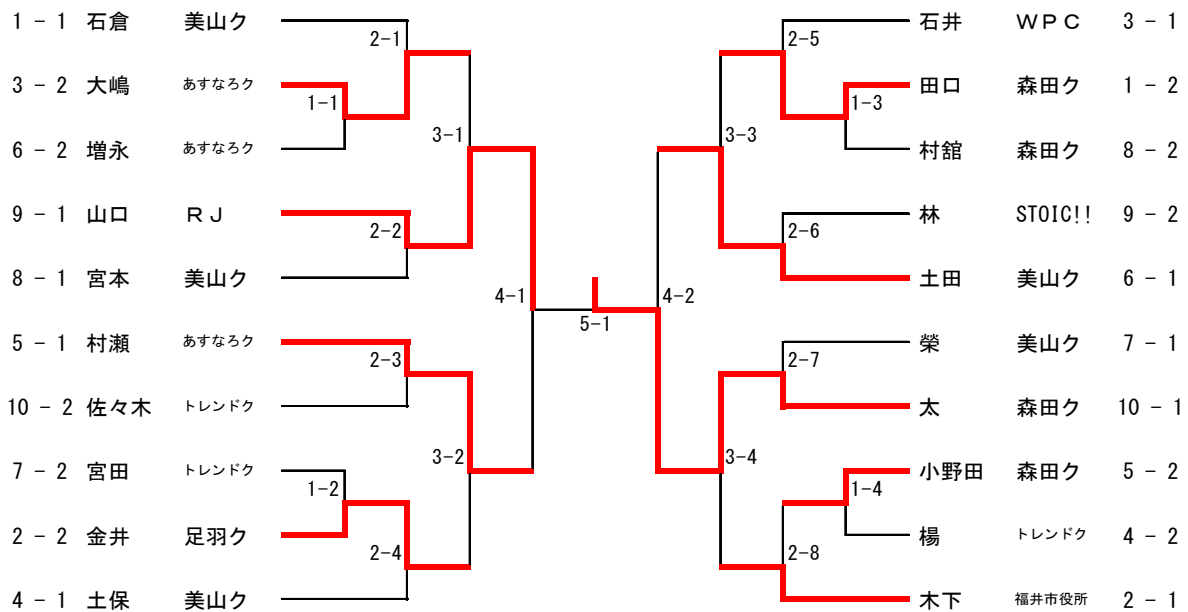 1 - 1 石倉 美山ク
3 - 2 大嶋 あすなろク
6 - 2 増永 あすなろク
9 - 1 山口 RJ
8 - 1 宮本 美山ク
5 - 1 村瀬 あすなろク
10 - 2 佐々木 トレンドク
7 - 2 宮田 トレンドク
2 - 2 金井 足羽ク
4 - 1 土保 美山ク
2-1
1-1
3-1
2-2
4-1
2-3
3-2
1-2
2-4
5-1
2-5
1-3
3-3
2-6
4-2
2-7
3-4
1-4
2-8
石井 WPC 3 - 1
田口 森田ク 1 - 2
村舘 森田ク 8 - 2
林 STOIC!! 9 - 2
土田 美山ク 6 - 1
榮 美山ク 7 - 1
太 森田ク 10 - 1
小野田 森田ク 5 - 2
楊 トレンドク 4 - 2
木下 福井市役所 2 - 1